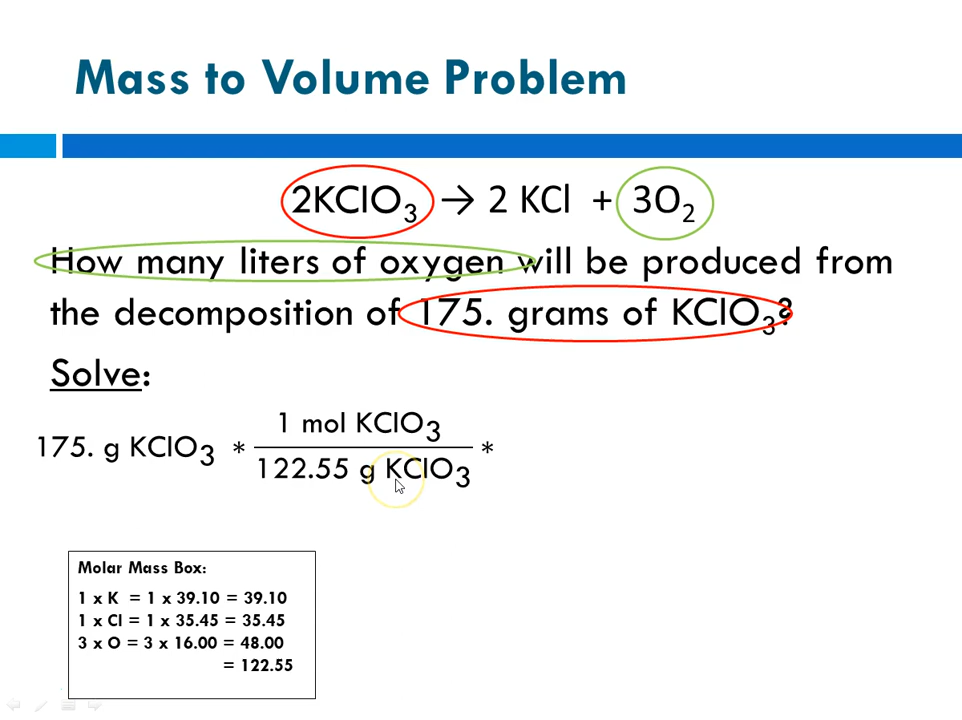 Mass to Volume Problem
2KClO₃ → 2 KCl + 3O₂
How many liters of oxygen will be produced from
the decomposition of 175. grams of KClO₃?
Solve:
175. g KClO₃ * 1 mol KClO₃ / 122.55 g KClO₃ *
Molar Mass Box:
1 x K = 1 x 39.10 = 39.10
1 x Cl = 1 x 35.45 = 35.45
3 x O = 3 x 16.00 = 48.00
= 122.55